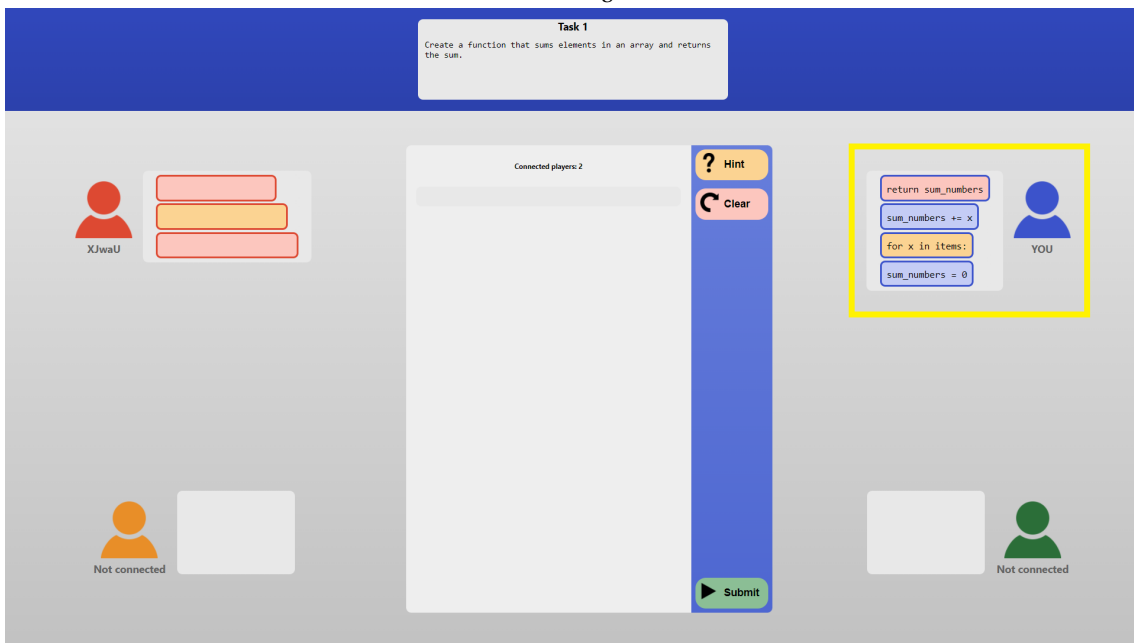 Task 1
Create a function that sums elements in an array and returns
the sum.
Connected players: 2
? Hint
Clear
Submit
XJwaU
return sum_numbers
sum_numbers += x
for x in items:
sum_numbers = 0
YOU
Not connected
Not connected